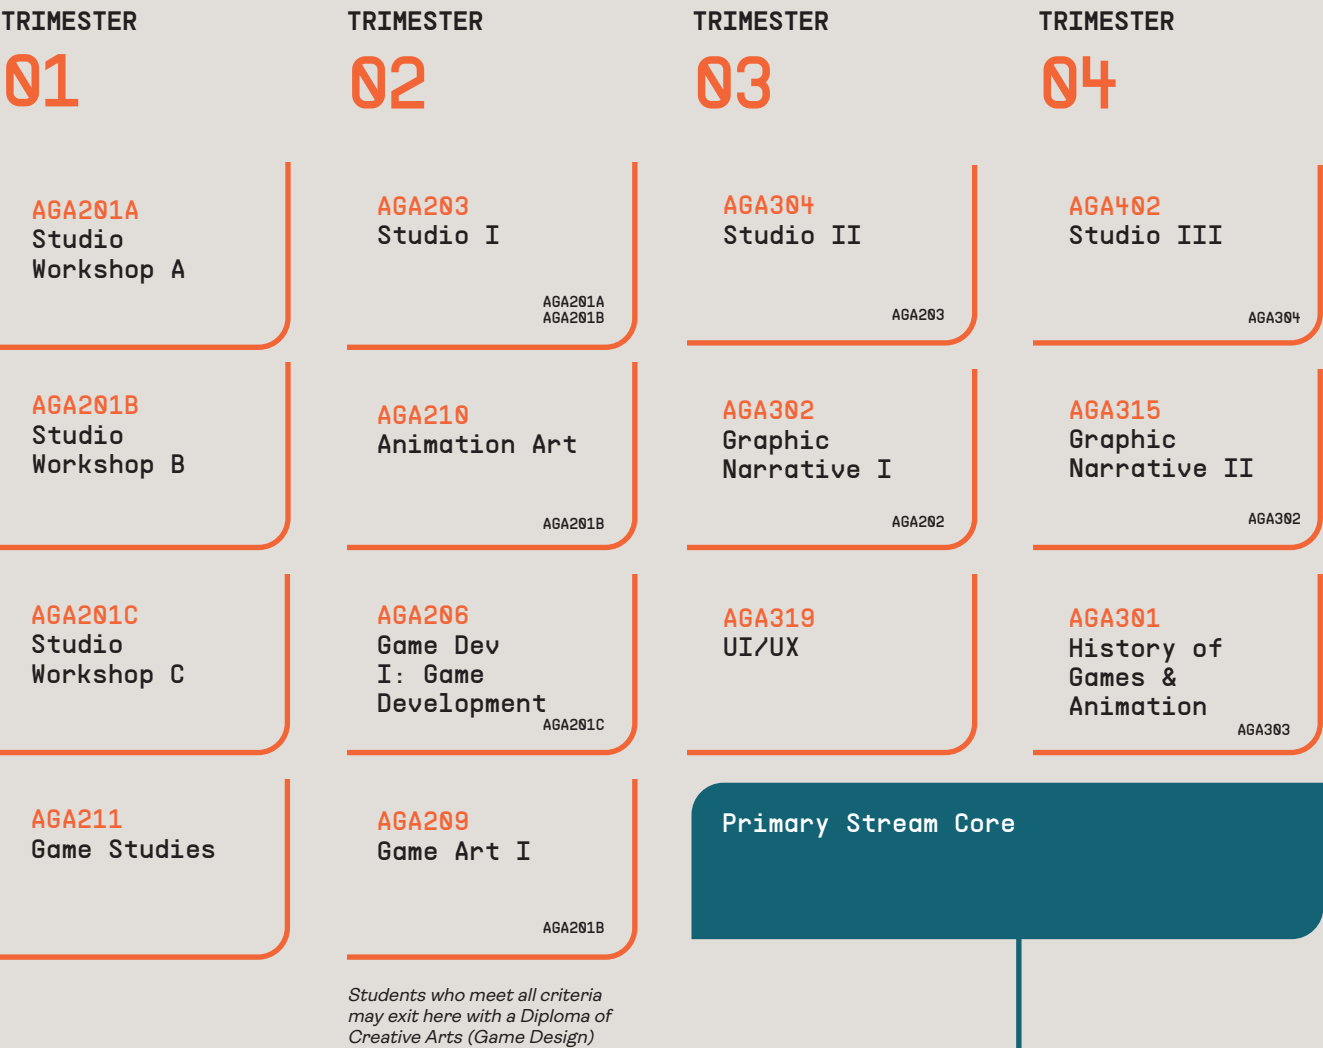 TRIMESTER
01
AGA201A
Studio
Workshop A
AGA201B
Studio
Workshop B
AGA201C
Studio
Workshop C
AGA211
Game Studies
TRIMESTER
02
AGA203
Studio I
AGA201A
AGA201B
AGA210
Animation Art
AGA201B
AGA206
Game Dev
I: Game
Development
AGA201C
AGA209
Game Art I
AGA201B
Students who meet all criteria
may exit here with a Diploma of
Creative Arts (Game Design)
TRIMESTER
03
AGA304
Studio II
AGA203
AGA302
Graphic
Narrative I
AGA202
AGA319
UI/UX
TRIMESTER
04
AGA402
Studio III
AGA304
AGA315
Graphic
Narrative II
AGA302
AGA301
History of
Games &
Animation
AGA303
Primary Stream Core